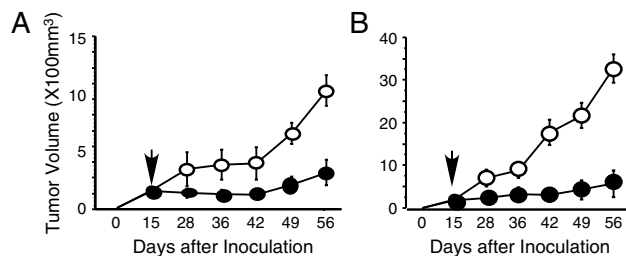 A
B
Tumor Volume (X100mm³)
15
10
5
0
0 15 28 36 42 49 56
Days after Inoculation
40
30
20
10
0
0 15 28 36 42 49 56
Days after Inoculation